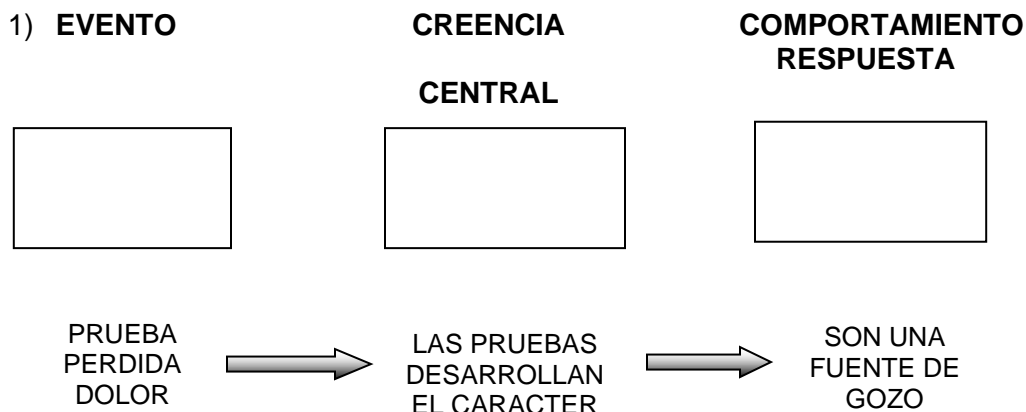 1) EVENTO CREENCIA COMPORTAMIENTO
RESPUESTA
CENTRAL
PRUEBA
PERDIDA
DOLOR
LAS PRUEBAS
DESARROLLAN
EL CARACTER
SON UNA
FUENTE DE
GOZO